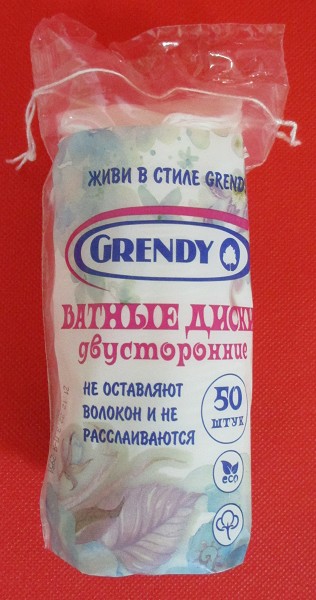 ЖИВИ В СТИЛЕ GRENDY
GRENDY
ВАТНЫЕ ДИСКИ
двусторонние
НЕ ОСТАВЛЯЮТ
ВОЛОКОН И НЕ
РАССЛАИВАЮТСЯ
50
ШТУК
eco